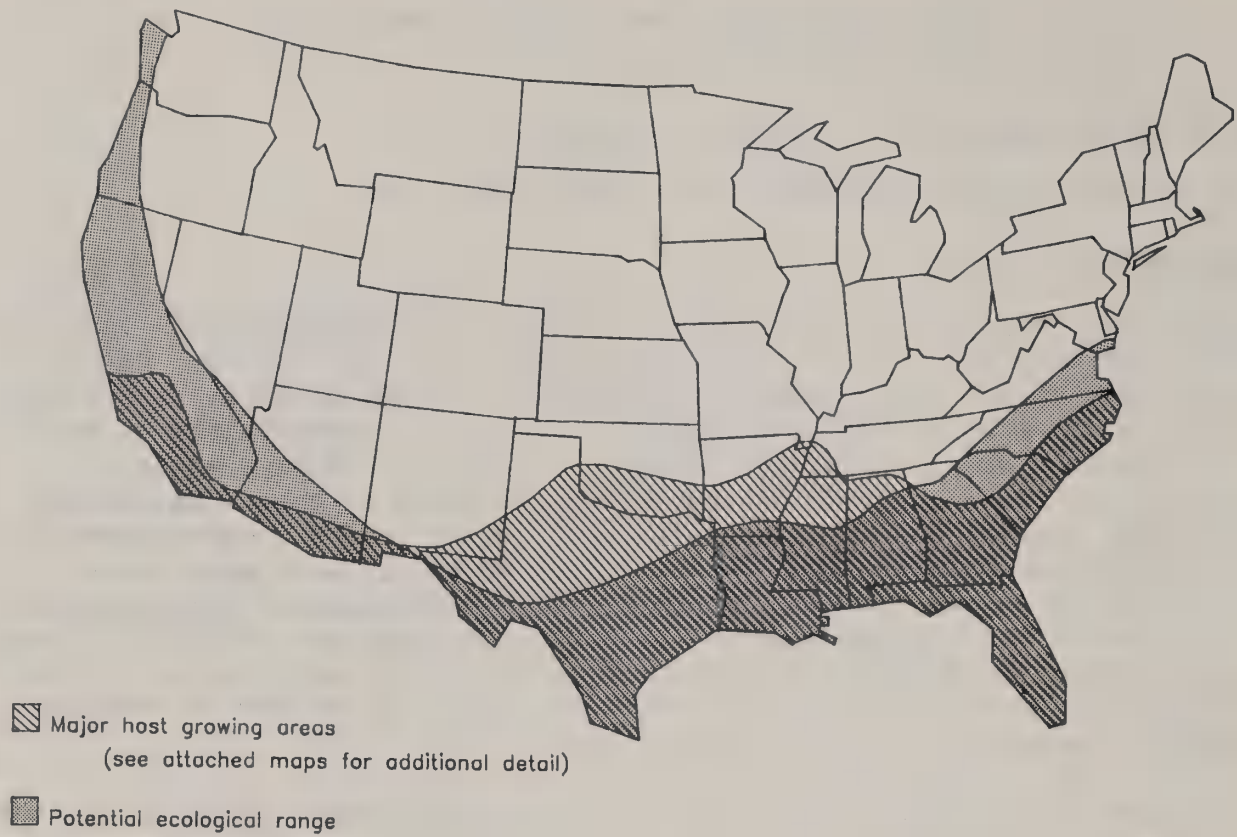 Major host growing areas
(see attached maps for additional detail)
Potential ecological range